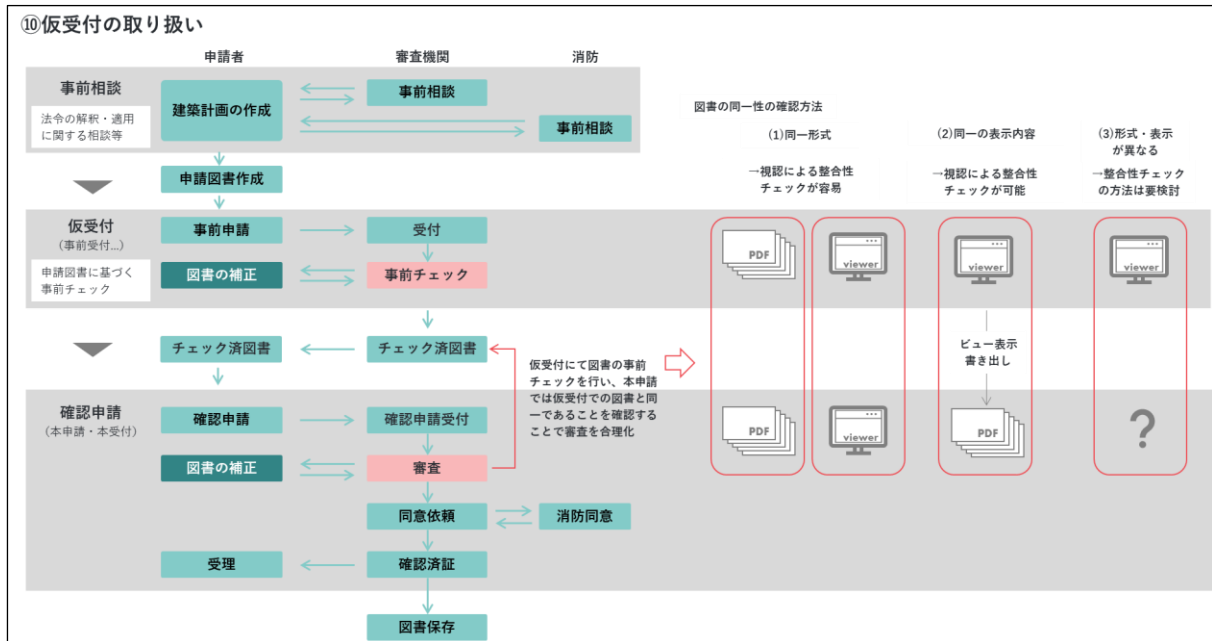 ⑩仮受付の取り扱い
申請者
審査機関
消防
事前相談
法令の解釈・適用
に関する相談等
建築計画の作成
事前相談
事前相談
申請図書作成
仮受付
(事前受付...)
申請図書に基づく
事前チェック
事前申請
受付
図書の補正
事前チェック
チェック済図書
チェック済図書
仮受付にて図書の事前
チェックを行い、本申請
では仮受付での図書と同
一であることを確認する
ことで審査を合理化
確認申請
(本申請・本受付)
確認申請
確認申請受付
図書の補正
審査
同意依頼
消防同意
受理
確認済証
図書保存
図書の同一性の確認方法
(1)同一形式
→視認による整合性
チェックが容易
(2)同一の表示内容
→視認による整合性
チェックが可能
(3)形式・表示
が異なる
→整合性チェック
の方法は要検討
PDF
viewer
viewer
viewer
ビュー表示
書き出し
PDF
viewer
PDF
?